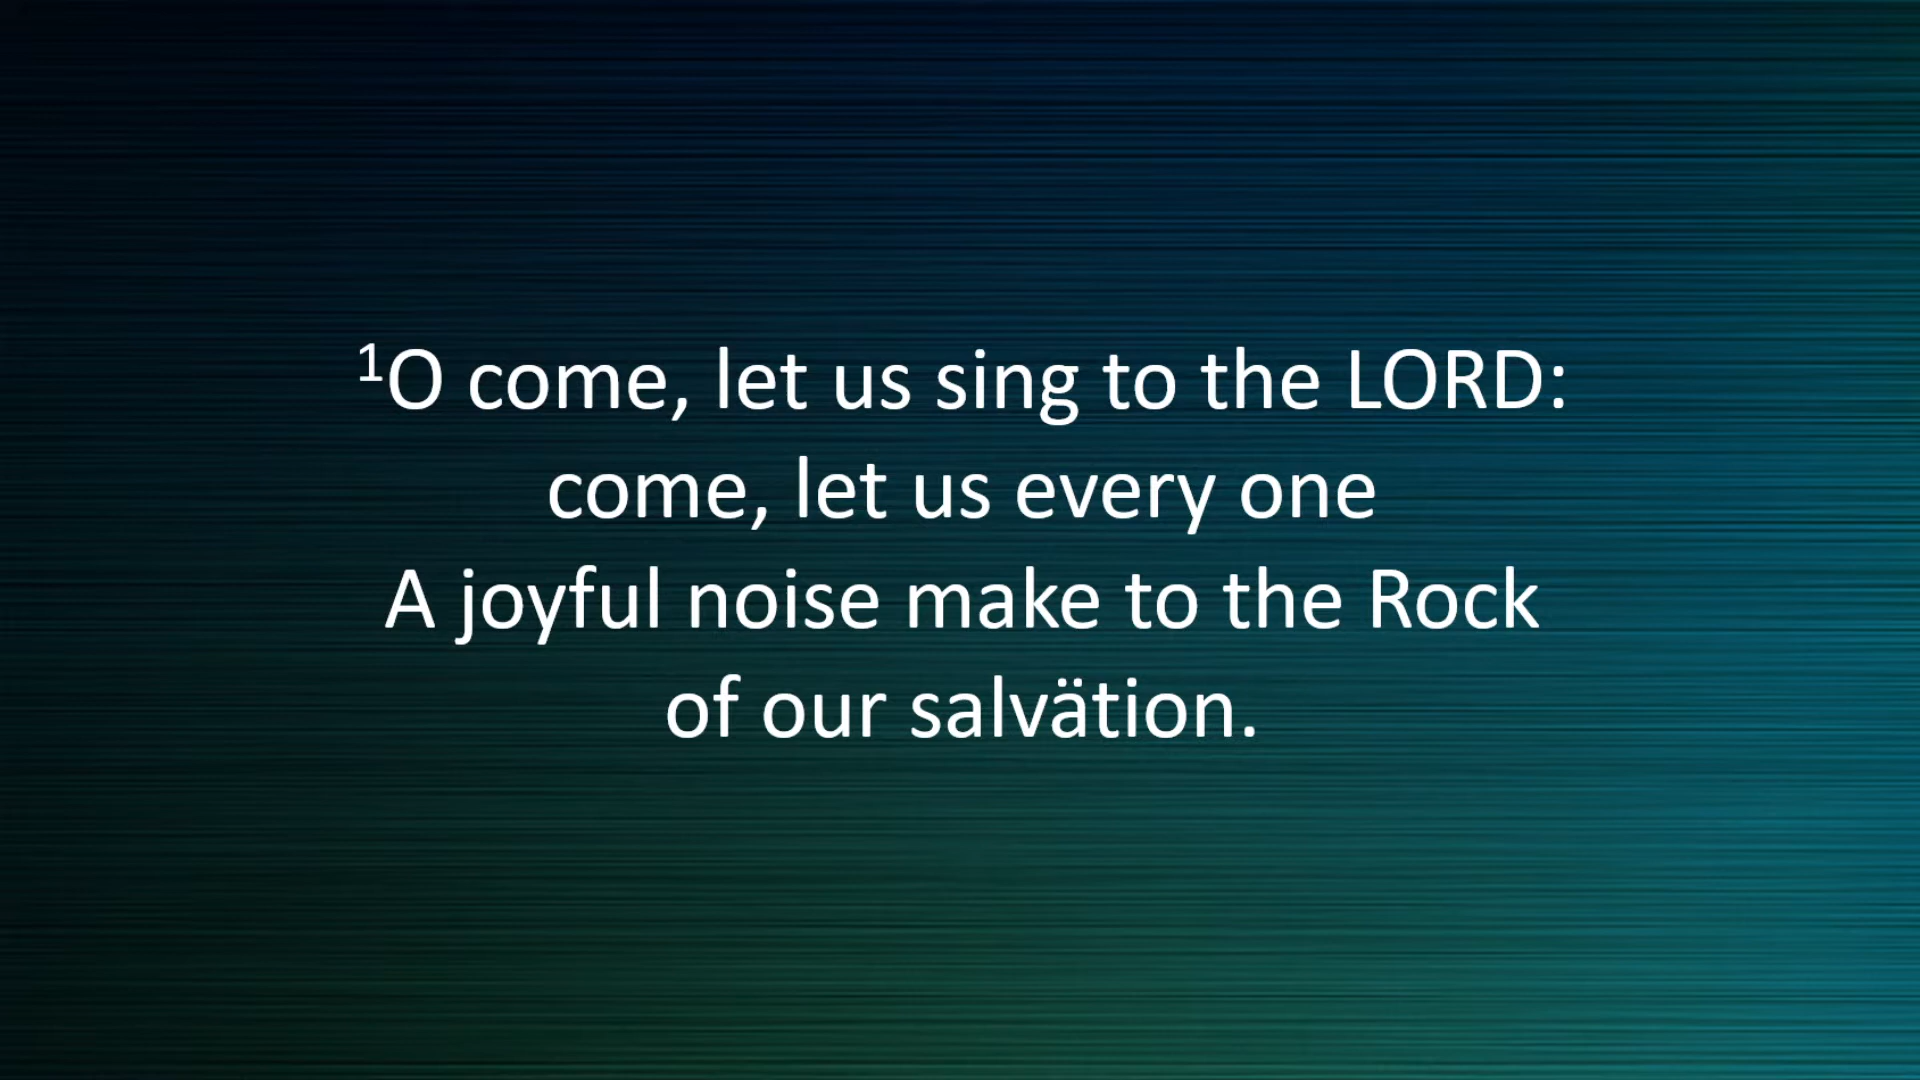 ¹O come, let us sing to the LORD:
come, let us every one
A joyful noise make to the Rock
of our salvätion.